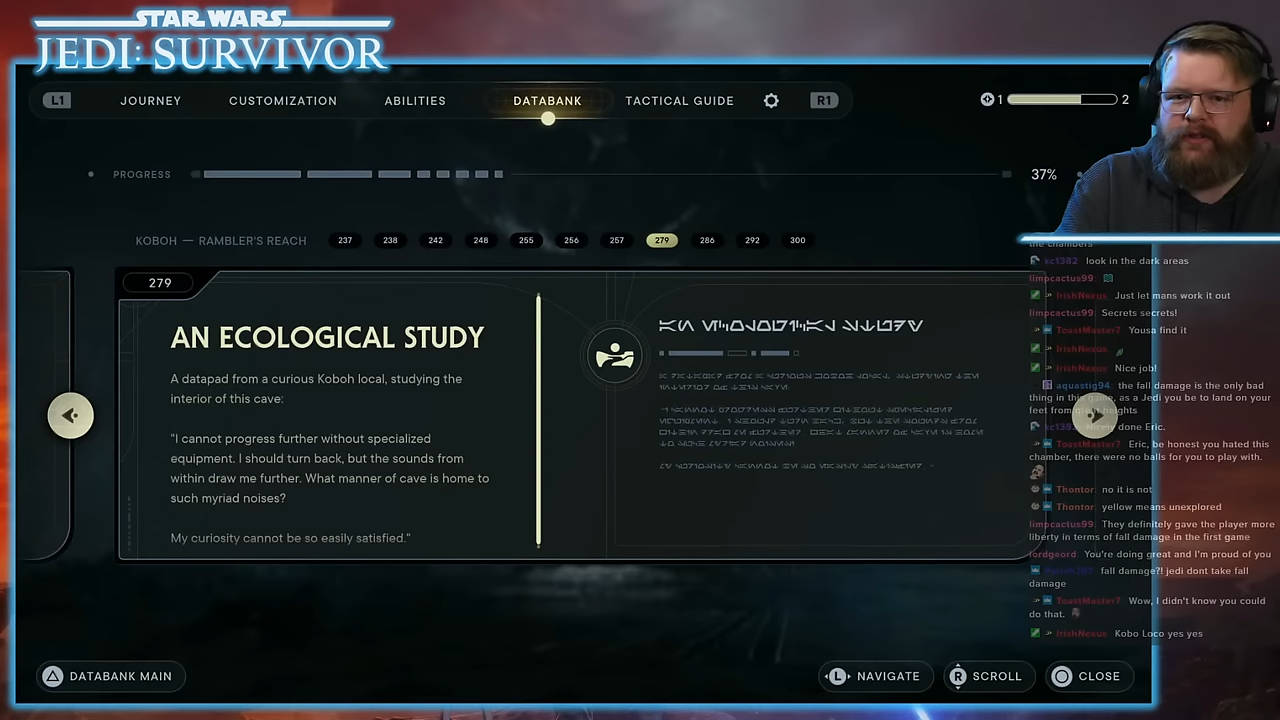 STAR WARS
JEDI: SURVIVOR
L1 JOURNEY CUSTOMIZATION ABILITIES DATABANK TACTICAL GUIDE R1
1 2
PROGRESS 37%
KOBOH — RAMBLER'S REACH 237 238 242 248 255 256 257 279 286 292 300
279
AN ECOLOGICAL STUDY
A datapad from a curious Koboh local, studying the
interior of this cave:
"I cannot progress further without specialized
equipment. I should turn back, but the sounds from
within draw me further. What manner of cave is home to
such myriad noises?
My curiosity cannot be so easily satisfied."
DATABANK MAIN
L NAVIGATE
R SCROLL
CLOSE
the chambers
kc1382 look in the dark areas
limpcactus99:
IrishNexus Just let mans work it out
limpcactus99: Secrets secrets!
ToastMaster7 Yousa find it
IrishNexus
IrishNexus Nice job!
aquastig94 the fall damage is the only bad
thing in this game, as a Jedi you be to land on your
feet from great heights
Nicely done Eric.
ToastMaster7 Eric, be honest you hated this
chamber, there were no balls for you to play with.
Thontor no it is not
Thontor yellow means unexplored
limpcactus99: They definitely gave the player more
liberty in terms of fall damage in the first game
lordgeord: You're doing great and I'm proud of you
fall damage?! jedi dont take fall
damage
ToastMaster7 Wow, I didn't know you could
do that.
IrishNexus Kobo Loco yes yes